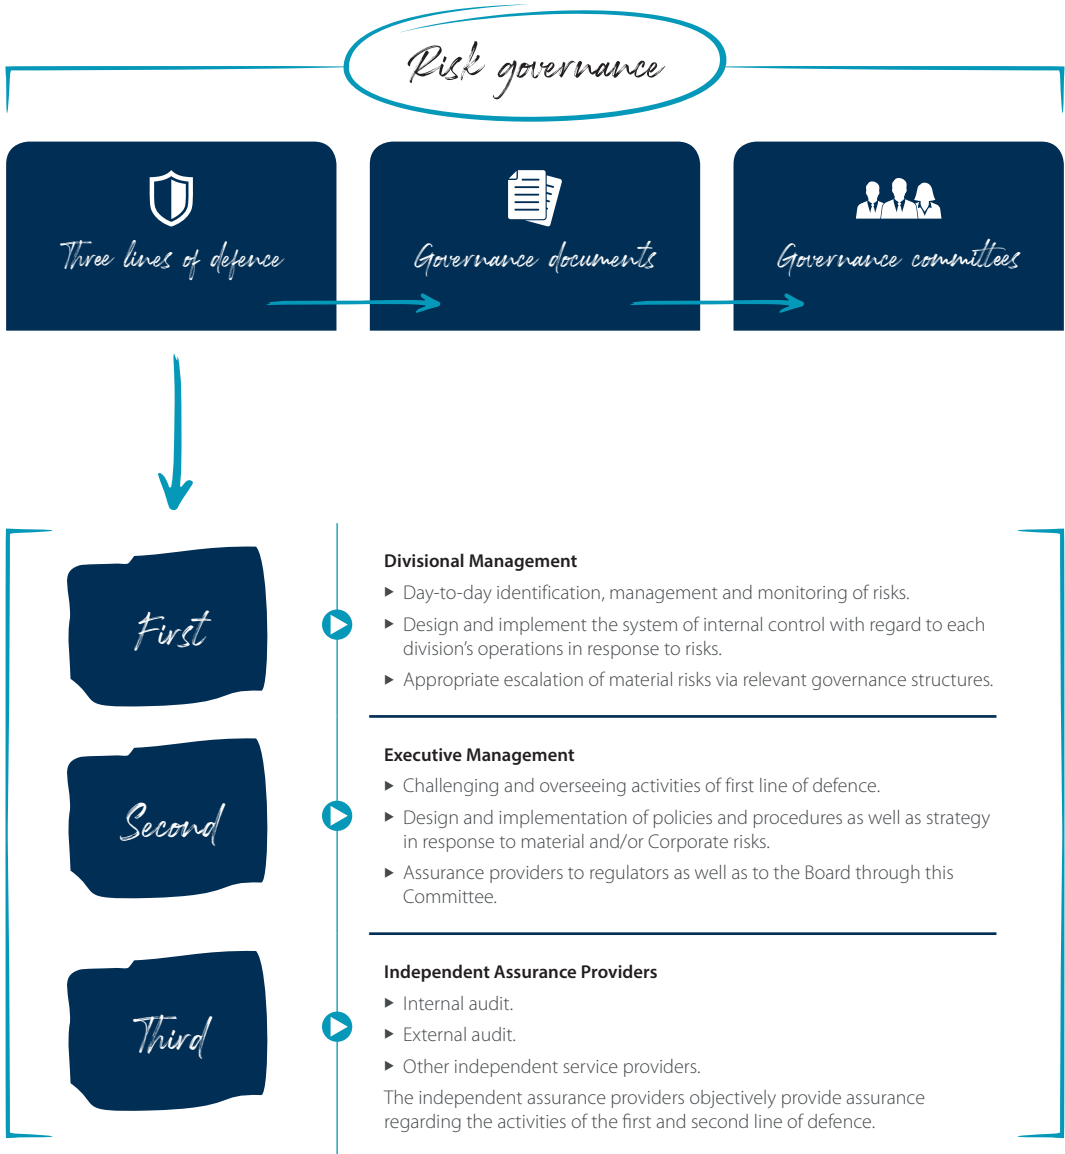 Risk governance
Three lines of defence
Governance documents
Governance committees
First
Divisional Management
Day-to-day identification, management and monitoring of risks.
Design and implement the system of internal control with regard to each
division's operations in response to risks.
Appropriate escalation of material risks via relevant governance structures.
Second
Executive Management
Challenging and overseeing activities of first line of defence.
Design and implementation of policies and procedures as well as strategy
in response to material and/or Corporate risks.
Assurance providers to regulators as well as to the Board through this
Committee.
Third
Independent Assurance Providers
Internal audit.
External audit.
Other independent service providers.
The independent assurance providers objectively provide assurance
regarding the activities of the first and second line of defence.